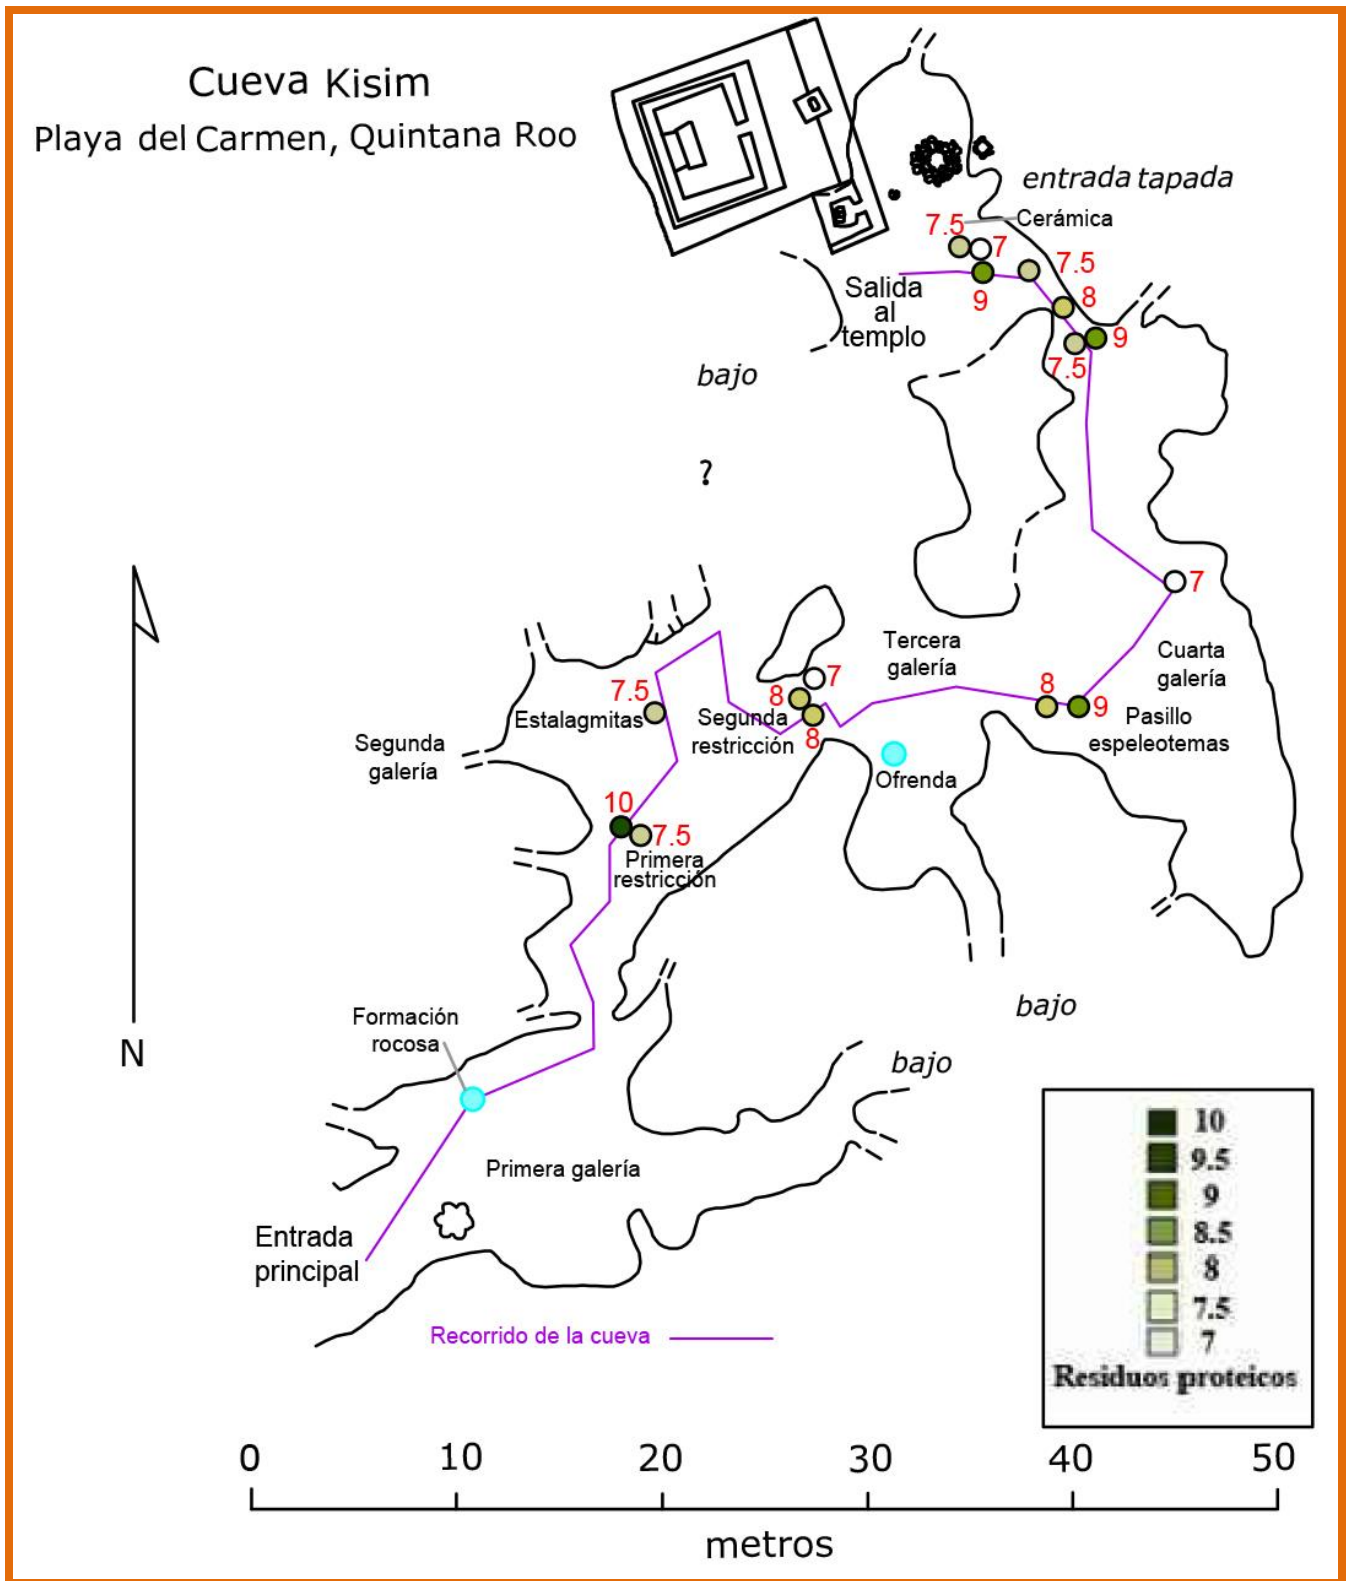 Cueva Kisim
Playa del Carmen, Quintana Roo
entrada tapada
Cerámica
7.5
7
7.5
9
8
9
7.5
Salida
al
templo
bajo
?
7
Tercera
galería
Cuarta
galería
7
8
8
Segunda
restricción
8
9
Pasillo
espeleotemas
7.5
Estalagmitas
Segunda
galería
Ofrenda
10
7.5
Primera
restricción
Formación
rocosa
N
bajo
bajo
Primera galería
Entrada
principal
Recorrido de la cueva
10
9.5
9
8.5
8
7.5
7
Residuos proteicos
0 10 20 30 40 50
metros